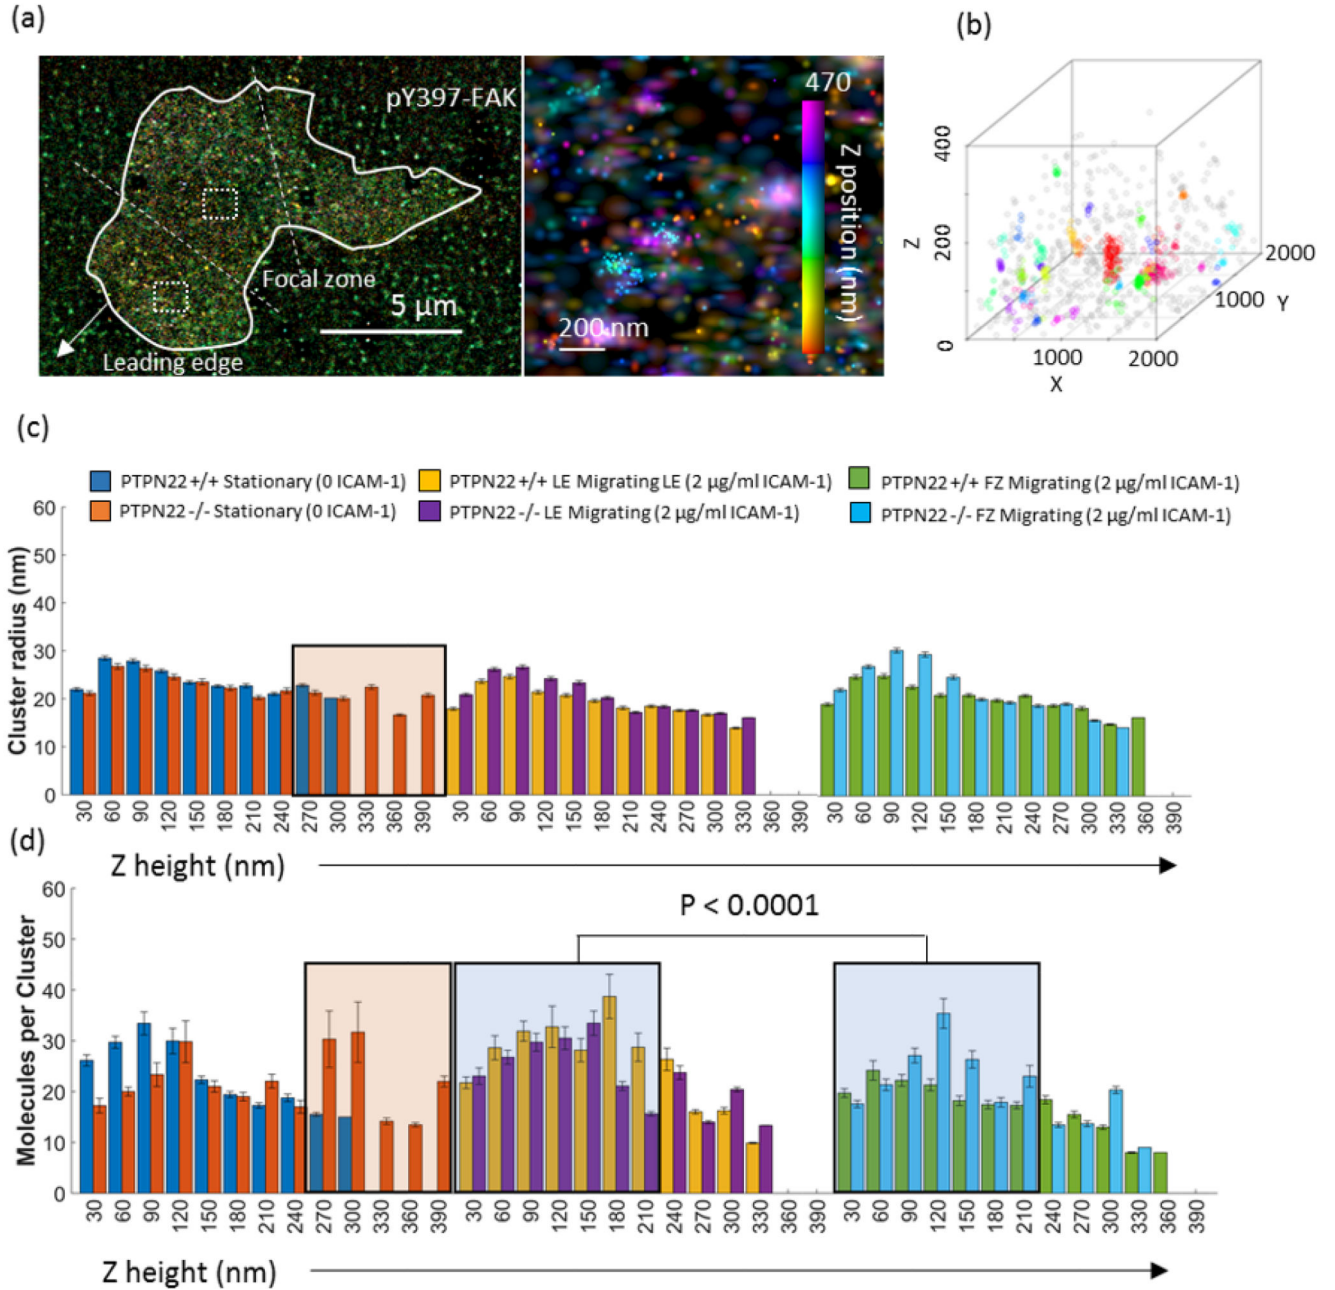 (a)
(b)
pY397-FAK
Focal zone
5 µm
Leading edge
470
Z position (nm)
200 nm
400
200
0
Z
1000
2000
X
2000
1000
Y
(c)
PTPN22 +/+ Stationary (0 ICAM-1)
PTPN22 +/+ LE Migrating LE (2 µg/ml ICAM-1)
PTPN22 +/+ FZ Migrating (2 µg/ml ICAM-1)
PTPN22 -/- Stationary (0 ICAM-1)
PTPN22 -/- LE Migrating (2 µg/ml ICAM-1)
PTPN22 -/- FZ Migrating (2 µg/ml ICAM-1)
Cluster radius (nm)
60
50
40
30
20
10
0
30 60 90 120 150 180 210 240 270 300 330 360 390 30 60 90 120 150 180 210 240 270 300 330 360 390 30 60 90 120 150 180 210 240 270 300 330 360 390
Z height (nm)
(d)
P < 0.0001
Molecules per Cluster
60
50
40
30
20
10
0
30 60 90 120 150 180 210 240 270 300 330 360 390 30 60 90 120 150 180 210 240 270 300 330 360 390 30 60 90 120 150 180 210 240 270 300 330 360 390
Z height (nm)